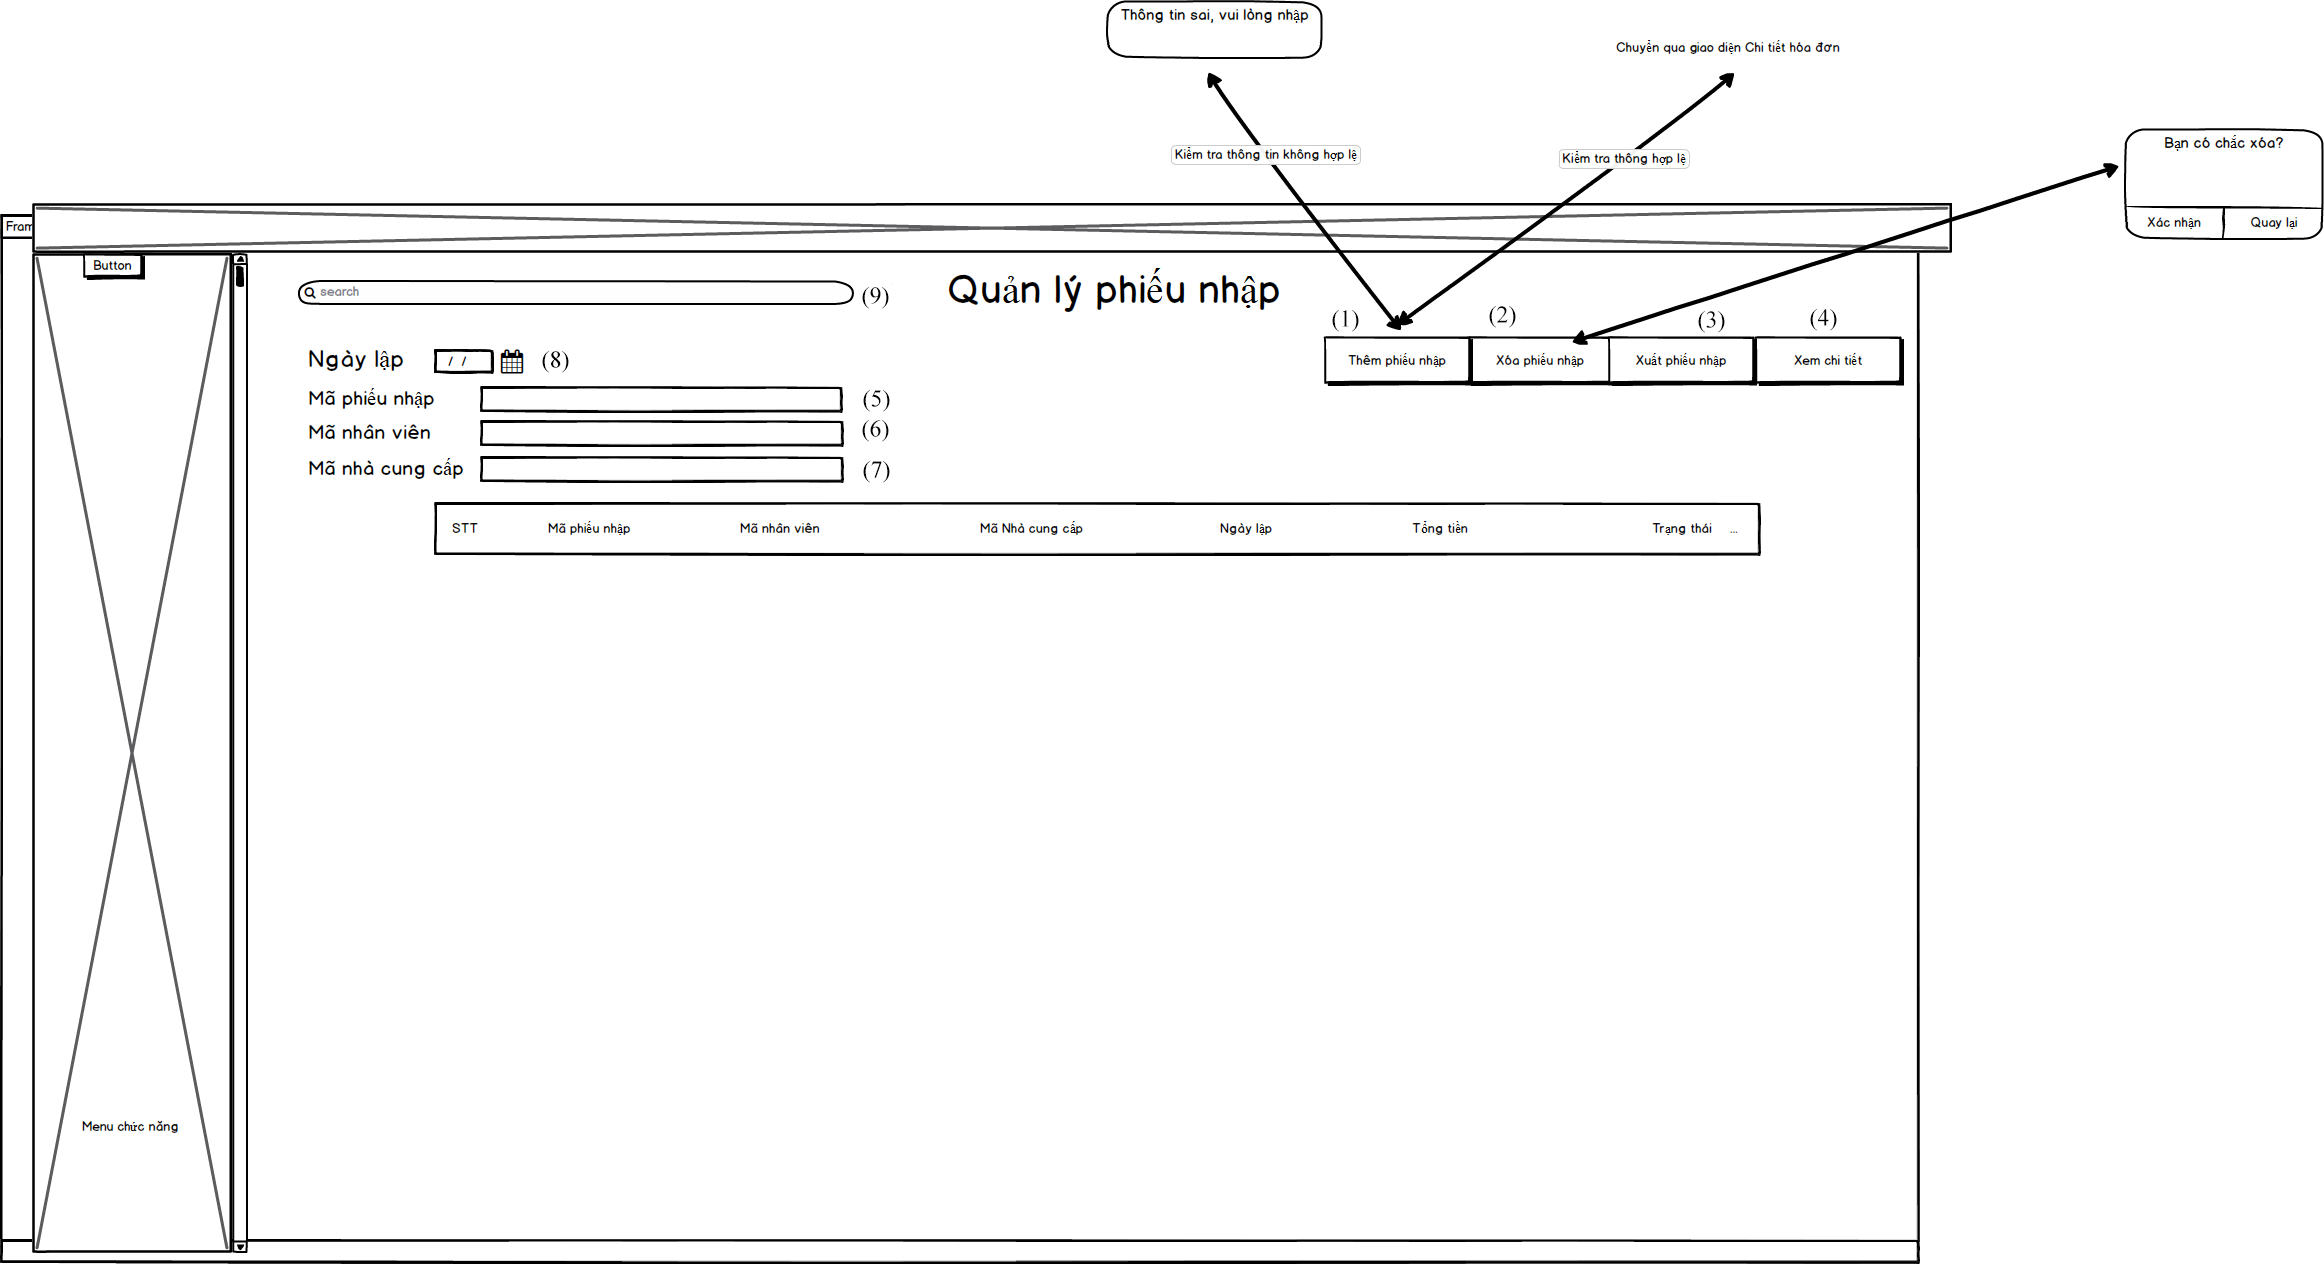 Thông tin sai, vui lòng nhập
Chuyển qua giao diện Chi tiết hóa đơn
Bạn có chắc xóa?
Xác nhận
Quay lại
Kiểm tra thông tin không hợp lệ
Kiểm tra thông hợp lệ
Fram
Button
search
(9)
Quản lý phiếu nhập
(1)
(2)
(3)
(4)
Thêm phiếu nhập
Xóa phiếu nhập
Xuất phiếu nhập
Xem chi tiết
Ngày lập
/ /
(8)
Mã phiếu nhập
(5)
Mã nhân viên
(6)
Mã nhà cung cấp
(7)
STT Mã phiếu nhập Mã nhân viên Mã Nhà cung cấp Ngày lập Tổng tiền Trạng thái ...
Menu chức năng